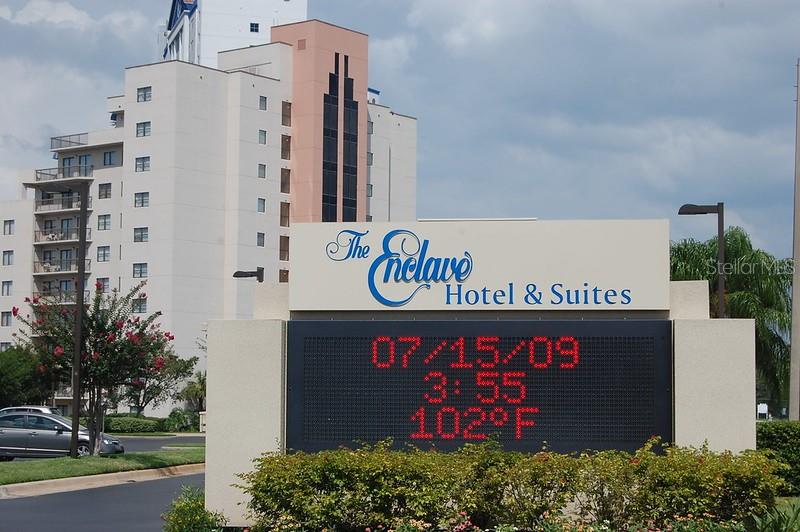 The Enclave
Hotel & Suites
07/15/09
3:55
102°F
StellarMLS